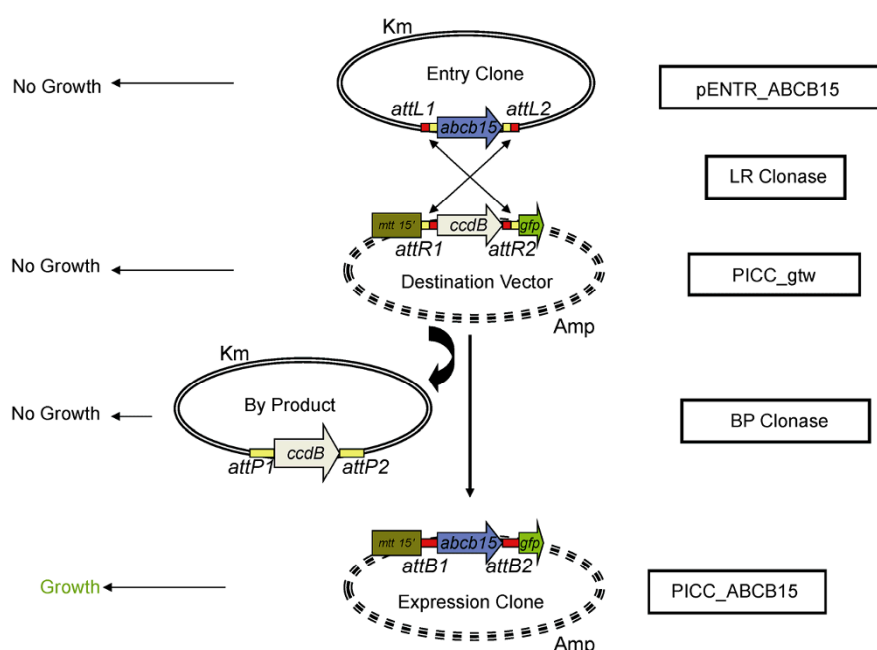 Km
Entry Clone
No Growth
pENTR_ABCB15
attL1
attL2
abcb15
LR Clonase
mtt 15'
ccdB
gfp
attR1
attR2
No Growth
Destination Vector
PICC_gtw
Amp
Km
By Product
No Growth
BP Clonase
ccdB
attP1
attP2
mtt 15'
abcb15
gfp
attB1
attB2
Growth
PICC_ABCB15
Expression Clone
Amp